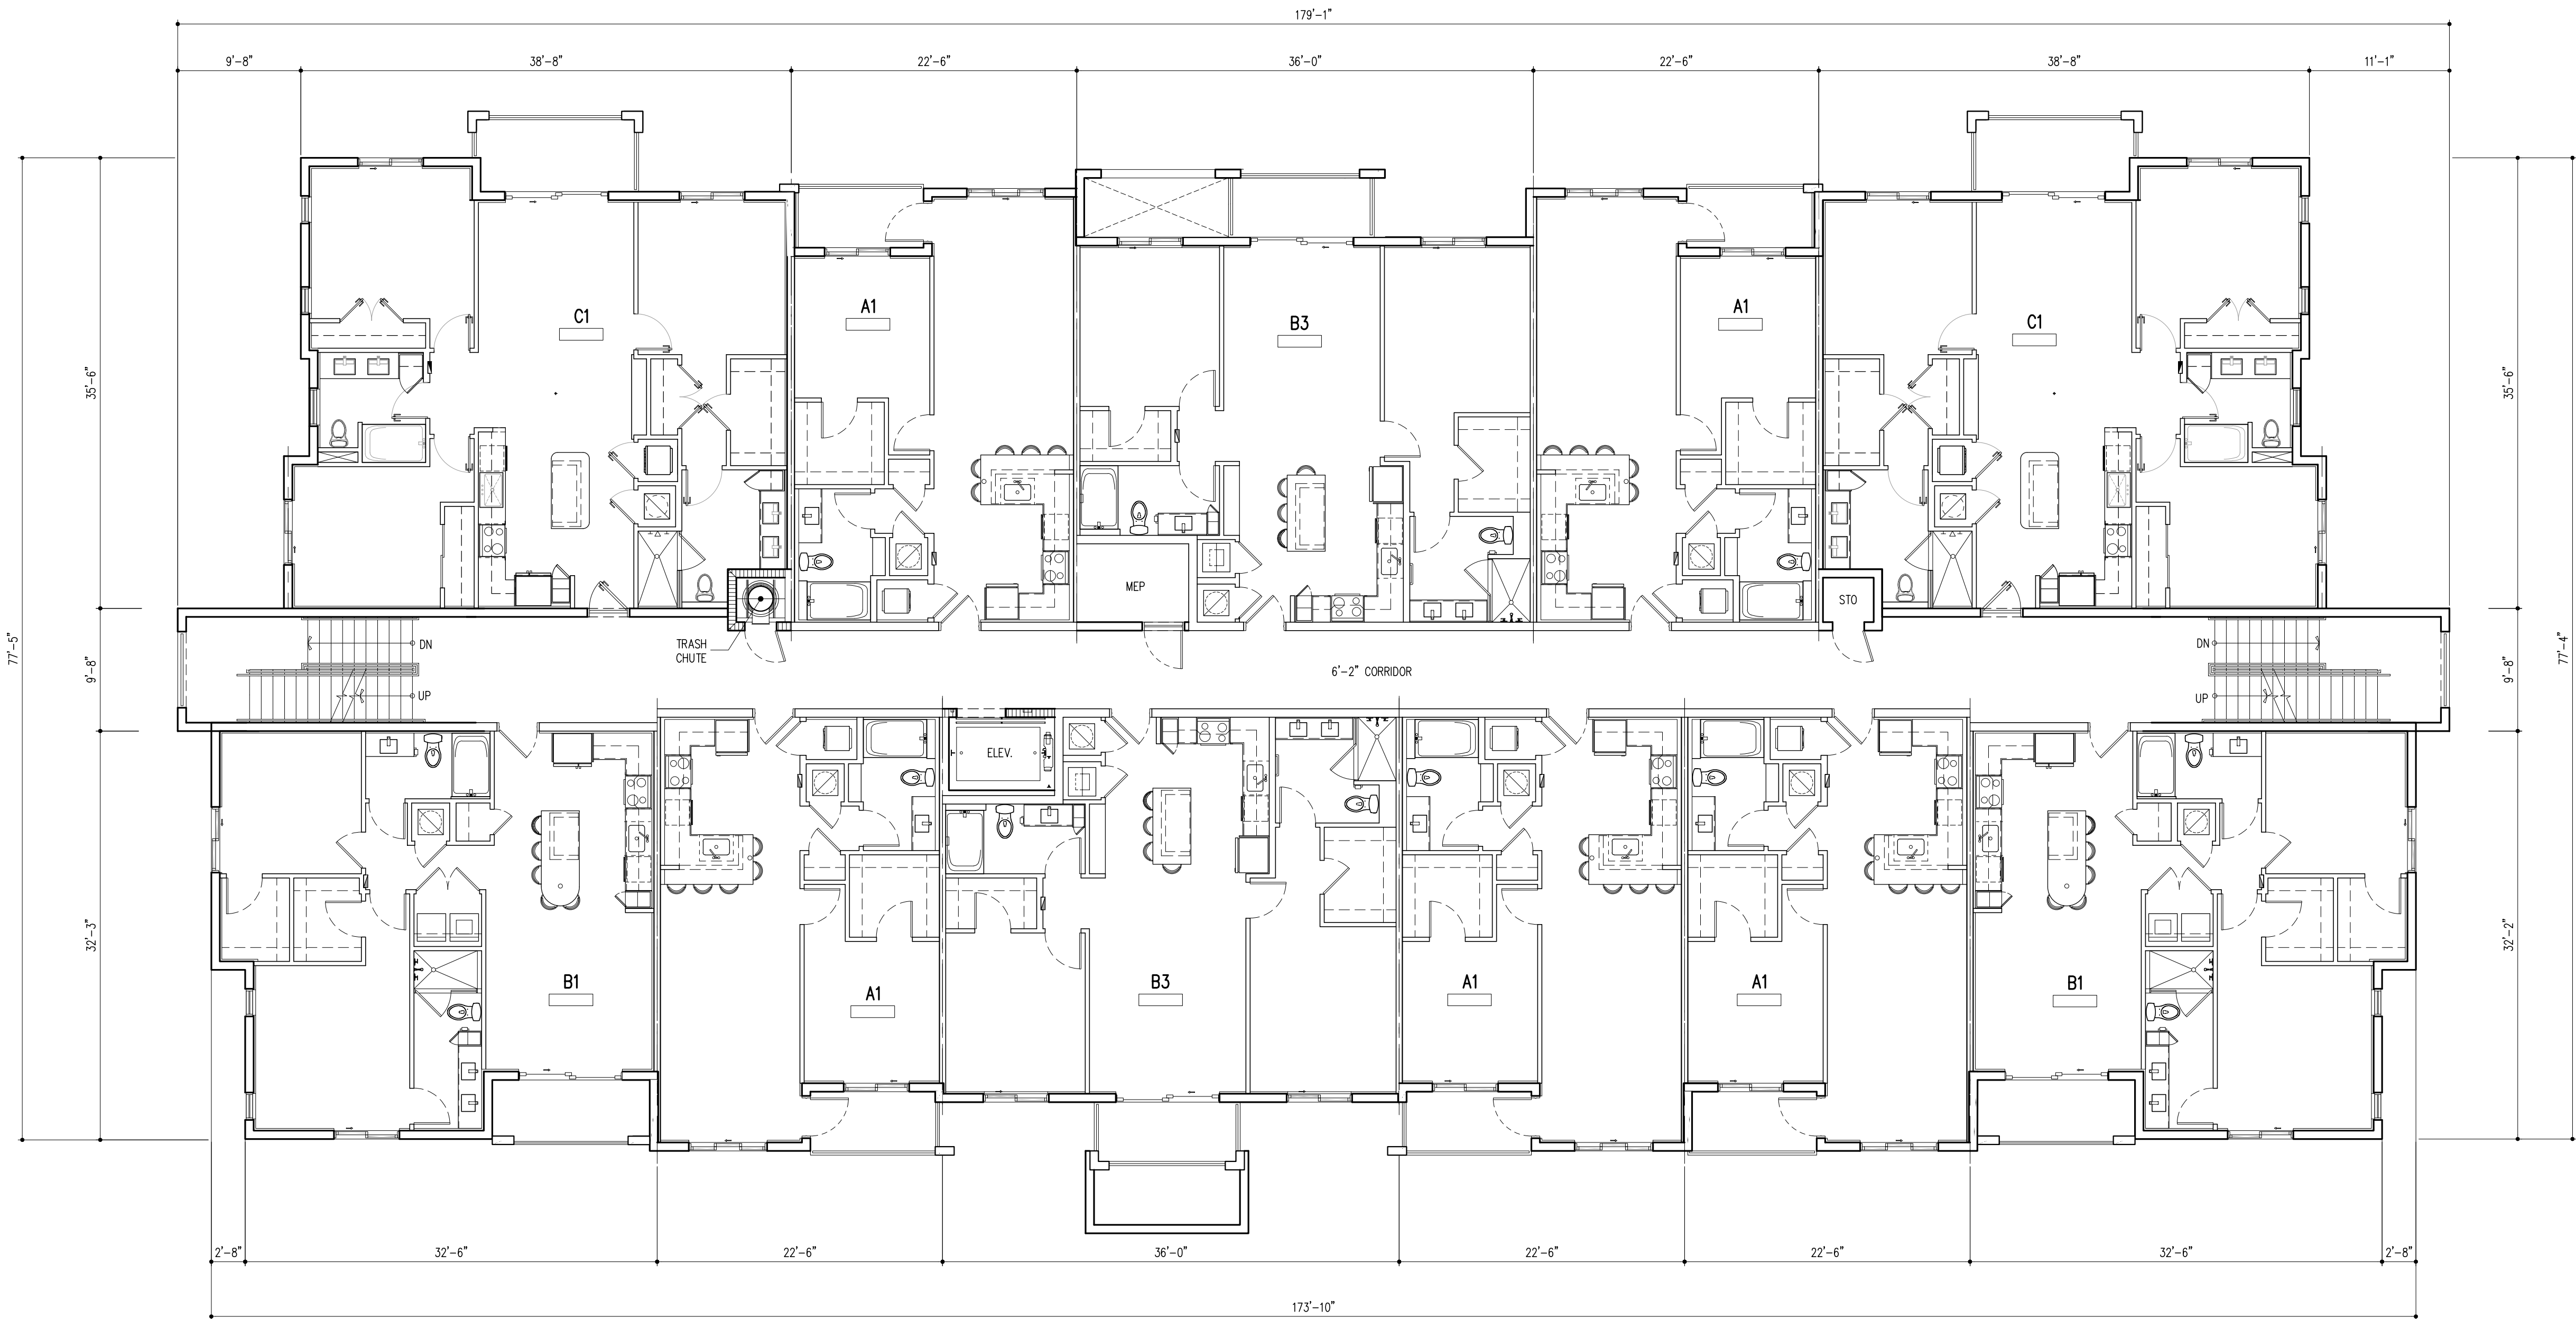 179'-1"
9'-8"
38'-8"
22'-6"
36'-0"
22'-6"
38'-8"
11'-1"
C1
A1
B3
A1
C1
35'-6"
35'-6"
MEP
STO
TRASH
CHUTE
DN
UP
6'-2" CORRIDOR
DN
UP
77'-5"
9'-8"
9'-8"
77'-4"
ELEV.
32'-3"
32'-2"
B1
A1
B3
A1
A1
B1
2'-8"
32'-6"
22'-6"
36'-0"
22'-6"
22'-6"
32'-6"
2'-8"
173'-10"